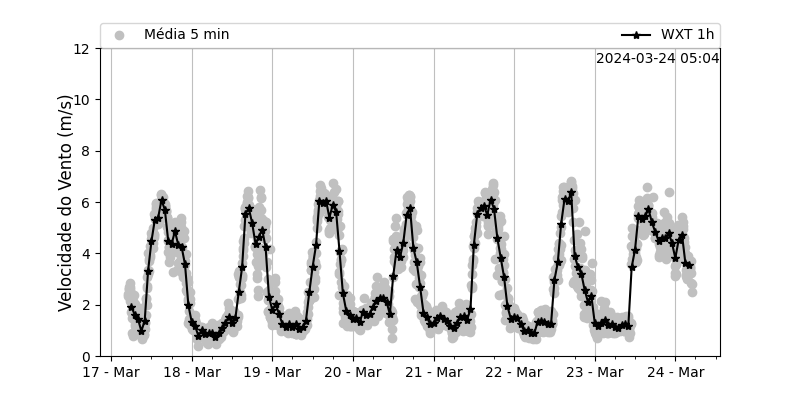 Média 5 min
WXT 1h
2024-03-24 05:04
Velocidade do Vento (m/s)
12
10
8
6
4
2
0
17 - Mar
18 - Mar
19 - Mar
20 - Mar
21 - Mar
22 - Mar
23 - Mar
24 - Mar